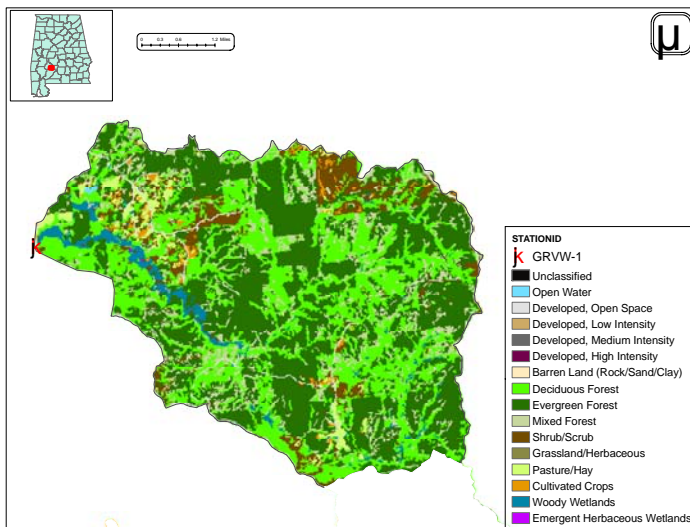 0 0.3 0.6 1.2 Miles
µ
jk
STATIONID
jk GRVW-1
Unclassified
Open Water
Developed, Open Space
Developed, Low Intensity
Developed, Medium Intensity
Developed, High Intensity
Barren Land (Rock/Sand/Clay)
Deciduous Forest
Evergreen Forest
Mixed Forest
Shrub/Scrub
Grassland/Herbaceous
Pasture/Hay
Cultivated Crops
Woody Wetlands
Emergent Herbaceous Wetlands